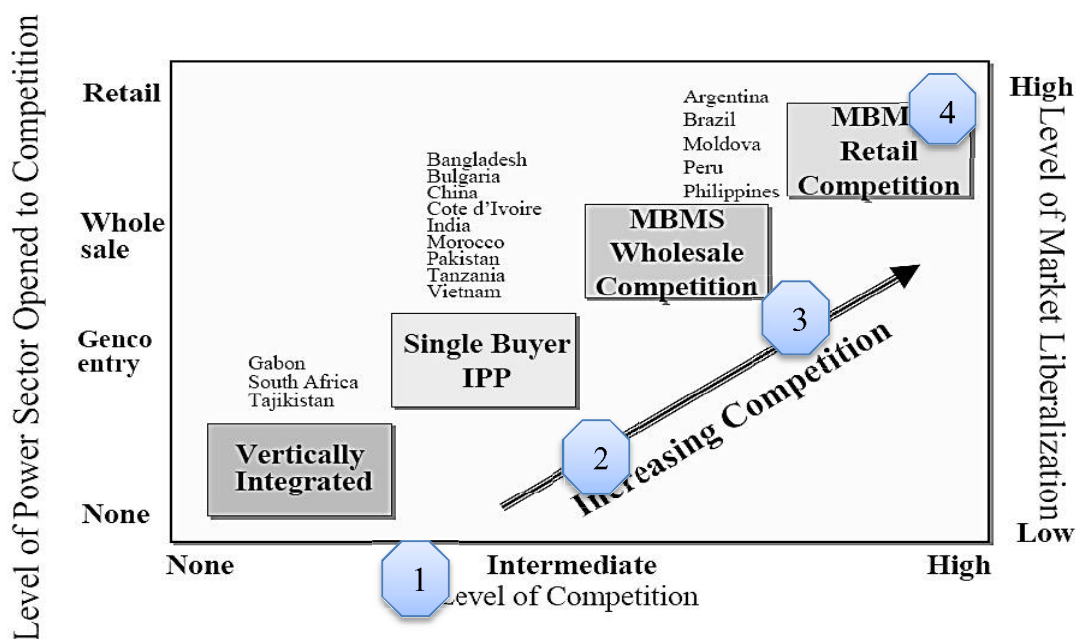 Level of Power Sector Opened to Competition
Retail
Whole
sale
Genco
entry
None
Argentina
Brazil
Moldova
Peru
Philippines
MBM
Retail
Competition
4
Bangladesh
Bulgaria
China
Cote d'Ivoire
India
Morocco
Pakistan
Tanzania
Vietnam
MBMS
Wholesale
Competition
3
Single Buyer
IPP
Gabon
South Africa
Tajikistan
Vertically
Integrated
2
Increasing Competition
High
Level of Market Liberalization
Low
None
Intermediate
High
1
Level of Competition